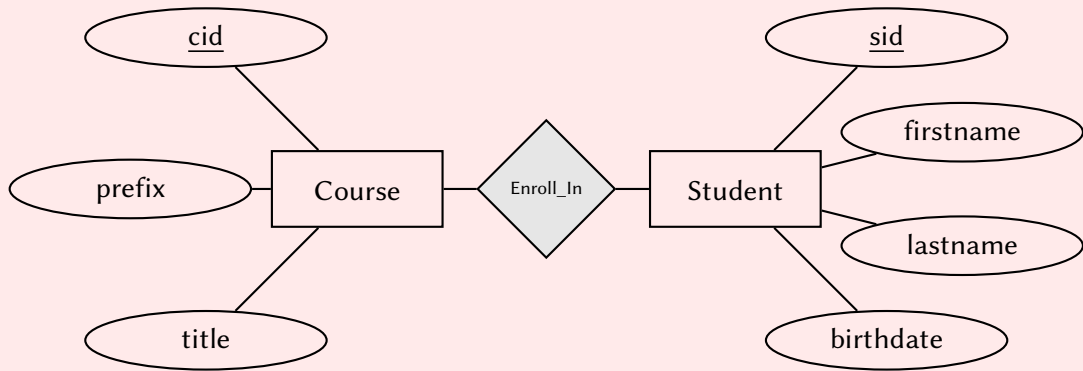 cid
sid
firstname
prefix
Course
Enroll_In
Student
lastname
title
birthdate